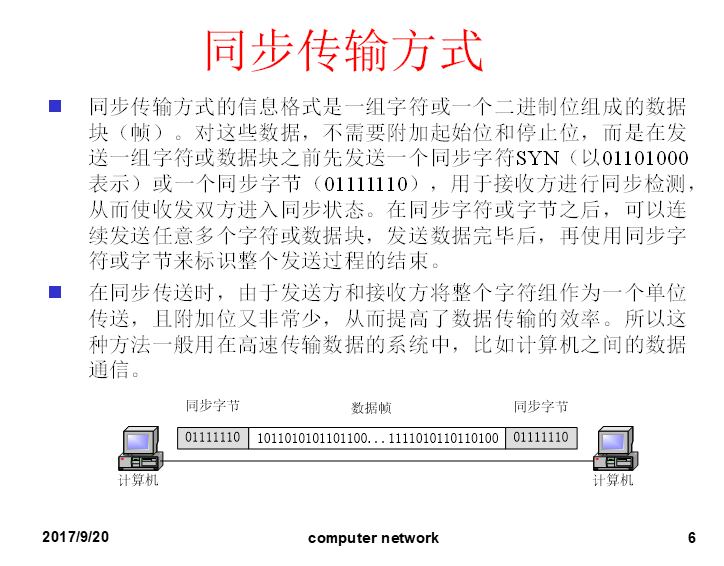 同步传输方式
同步传输方式的信息格式是一组字符或一个二进制位组成的数据
块（帧）。对这些数据，不需要附加起始位和停止位，而是在发
送一组字符或数据块之前先发送一个同步字符SYN（以01101000
表示）或一个同步字节（01111110），用于接收方进行同步检测，
从而使收发双方进入同步状态。在同步字符或字节之后，可以连
续发送任意多个字符或数据块，发送数据完毕后，再使用同步字
符或字节来标识整个发送过程的结束。
在同步传送时，由于发送方和接收方将整个字符组作为一个单位
传送，且附加位又非常少，从而提高了数据传输的效率。所以这
种方法一般用在高速传输数据的系统中，比如计算机之间的数据
通信。
同步字节 数据帧 同步字节
01111110 1011010101101100...1111010110110100 01111110
计算机 计算机
2017/9/20 computer network 6